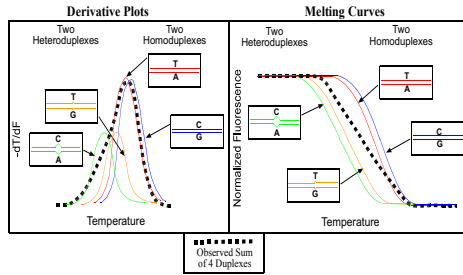 Derivative Plots
Melting Curves
Two
Heteroduplexes
Two
Homoduplexes
T
A
T
G
C
A
C
G
-dT/dF
Temperature
Two
Heteroduplexes
Two
Homoduplexes
T
A
C
A
C
G
T
G
Normalized Fluorescence
Temperature
Observed Sum
of 4 Duplexes